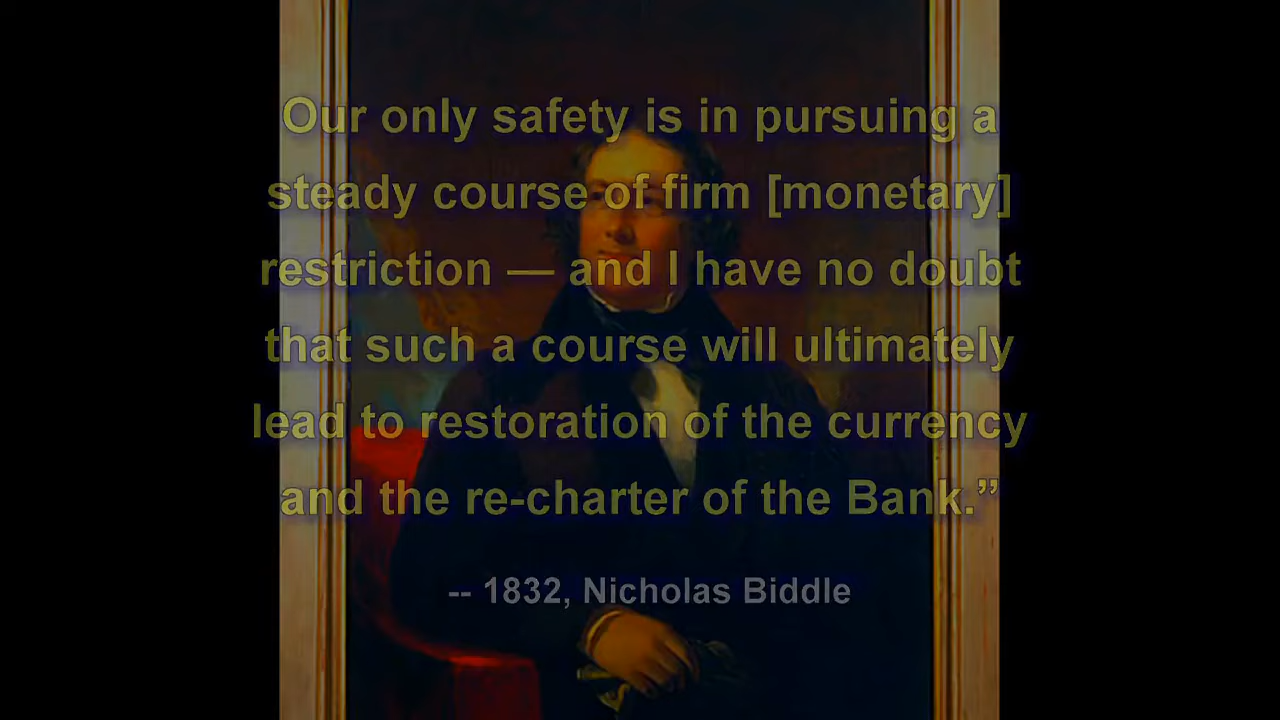 Our only safety is in pursuing a
steady course of firm [monetary]
restriction — and I have no doubt
that such a course will ultimately
lead to restoration of the currency
and the re-charter of the Bank.”
-- 1832, Nicholas Biddle